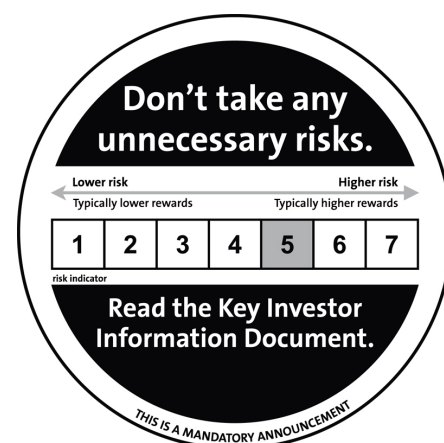 Don’t take any
unnecessary risks.
Lower risk Higher risk
Typically lower rewards Typically higher rewards
1 2 3 4 5 6 7
risk indicator
Read the Key Investor
Information Document.
THIS IS A MANDATORY ANNOUNCEMENT